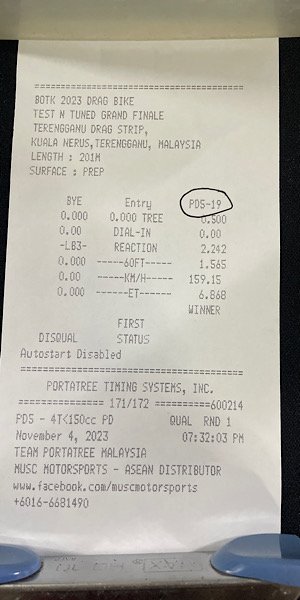 ========================================
BOTK 2023 DRAG BIKE
TEST N TUNED GRAND FINALE
TERENGGANU DRAG STRIP,
KUALA NERUS,TERENGGANU, MALAYSIA
LENGTH : 201M
SURFACE : PREP
BYE Entry PD5-19
0.000 0.000 TREE 0.500
0.00 DIAL-IN 0.00
-LB3- REACTION 2.242
0.000 ------60FT----- 1.565
0.00 ------KM/H----- 159.15
0.000 -------ET------ 6.868
WINNER
FIRST
DISQUAL STATUS
Autostart Disabled
========================================
PORTATREE TIMING SYSTEMS, INC.
=============== 171/172 ==========600214
PD5 - 4T<150cc PD QUAL RND 1
November 4, 2023 07:32:03 PM
TEAM PORTATREE MALAYSIA
MUSC MOTORSPORTS - ASEAN DISTRIBUTOR
www.facebook.com/muscmotorsports
+6016-6681490